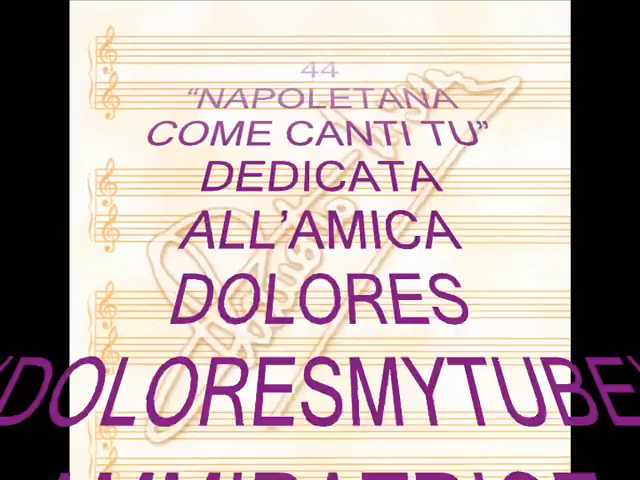 44
“NAPOLETANA
COME CANTI TU”
DEDICATA
ALL’AMICA
DOLORES
“DOLORESMYTUBE”